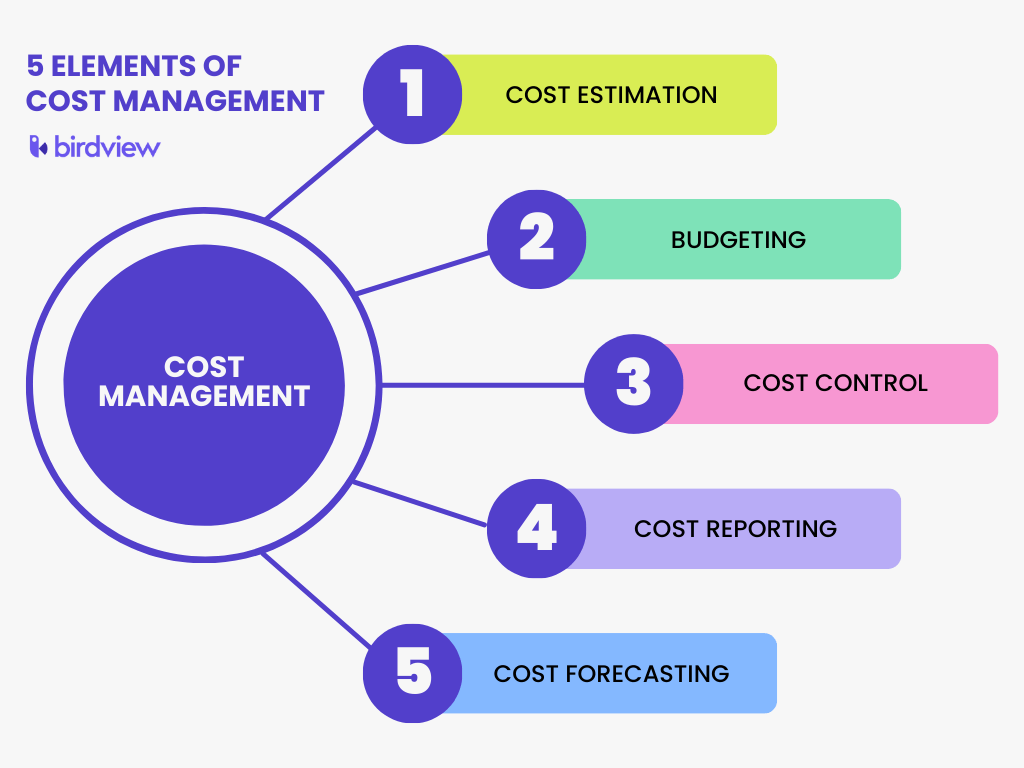 5 ELEMENTS OF
COST MANAGEMENT
birdview
COST
MANAGEMENT
1
COST ESTIMATION
2
BUDGETING
3
COST CONTROL
4
COST REPORTING
5
COST FORECASTING